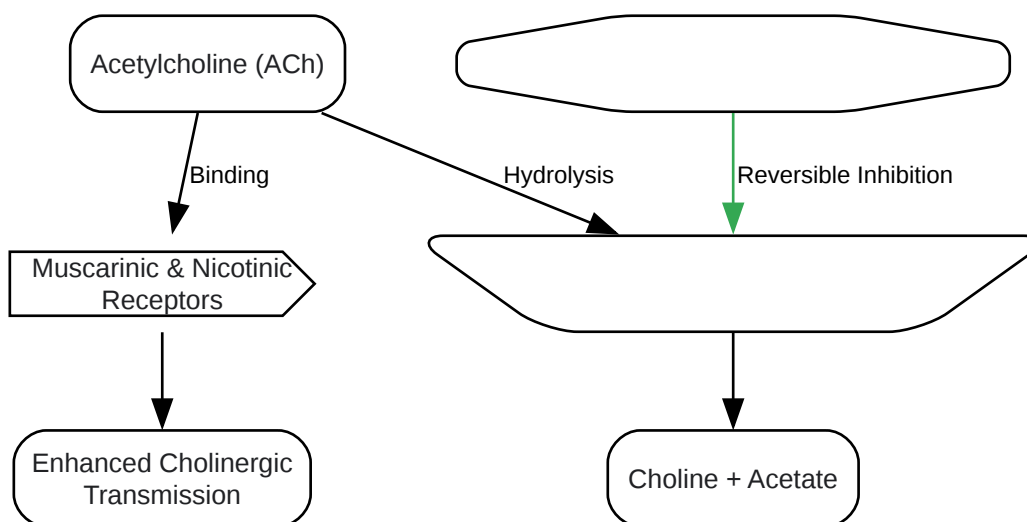 Acetylcholine (ACh)
Binding
Hydrolysis
Reversible Inhibition
Muscarinic & Nicotinic
Receptors
Enhanced Cholinergic
Transmission
Choline + Acetate